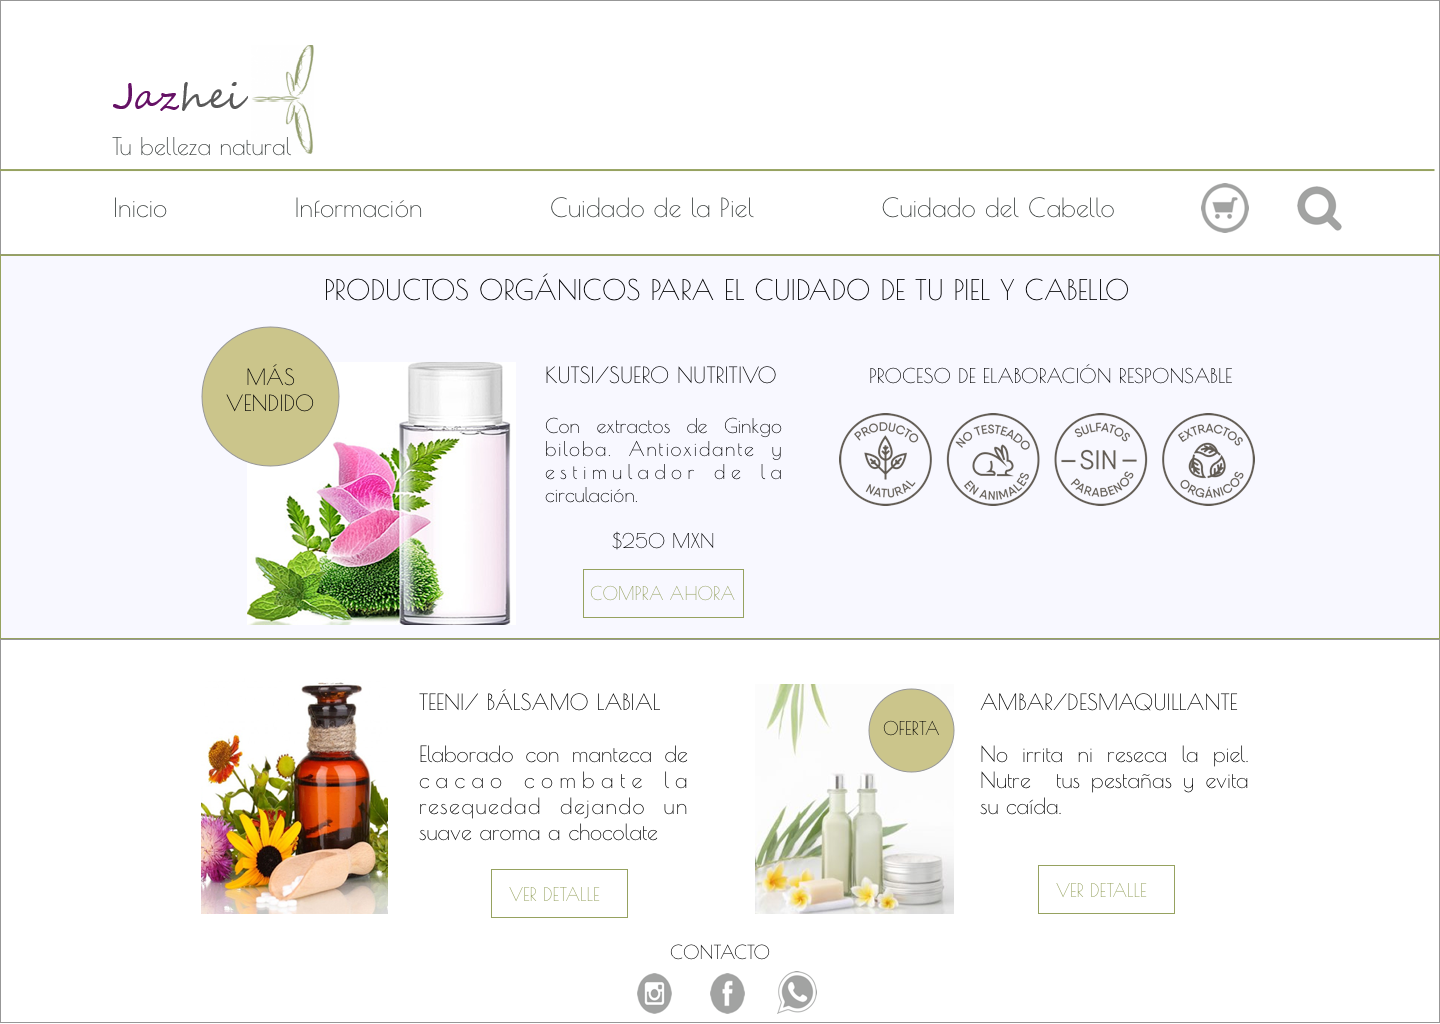 Jazhei
Tu belleza natural
Inicio
Información
Cuidado de la Piel
Cuidado del Cabello
PRODUCTOS ORGÁNICOS PARA EL CUIDADO DE TU PIEL Y CABELLO
MÁS
VENDIDO
KUTSI/SUERO NUTRITIVO
Con extractos de Ginkgo
biloba. Antioxidante y
estimulador de la
circulación.
$250 MXN
COMPRA AHORA
PROCESO DE ELABORACIÓN RESPONSABLE
PRODUCTO
NATURAL
NO TESTEADO
EN ANIMALES
SULFATOS
SIN
PARABENOS
EXTRACTOS
ORGÁNICOS
TEENI/ BÁLSAMO LABIAL
Elaborado con manteca de
cacao combate la
resequedad dejando un
suave aroma a chocolate
VER DETALLE
OFERTA
AMBAR/DESMAQUILLANTE
No irrita ni reseca la piel.
Nutre tus pestañas y evita
su caída.
VER DETALLE
CONTACTO